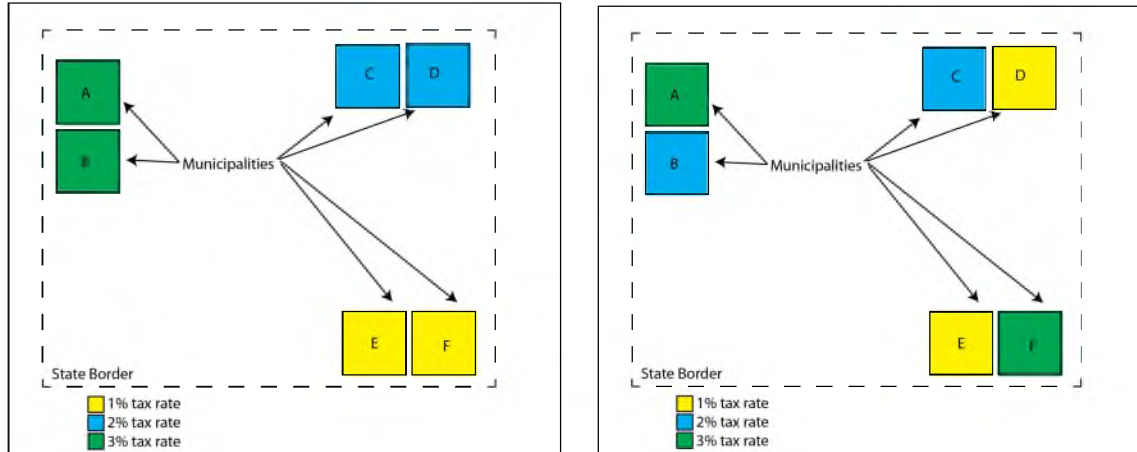 C
D
A
B
Municipalities
E
F
State Border
1% tax rate
2% tax rate
3% tax rate
C
D
A
B
Municipalities
E
F
State Border
1% tax rate
2% tax rate
3% tax rate